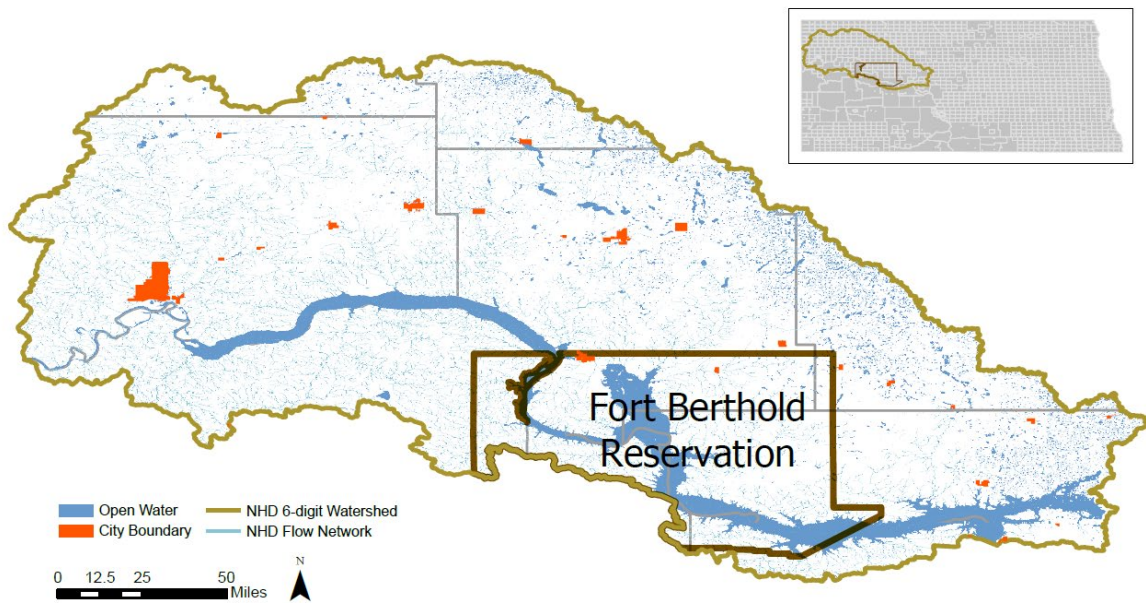 Fort Berthold
Reservation
Open Water
City Boundary
NHD 6-digit Watershed
NHD Flow Network
0 12.5 25 50
Miles
N